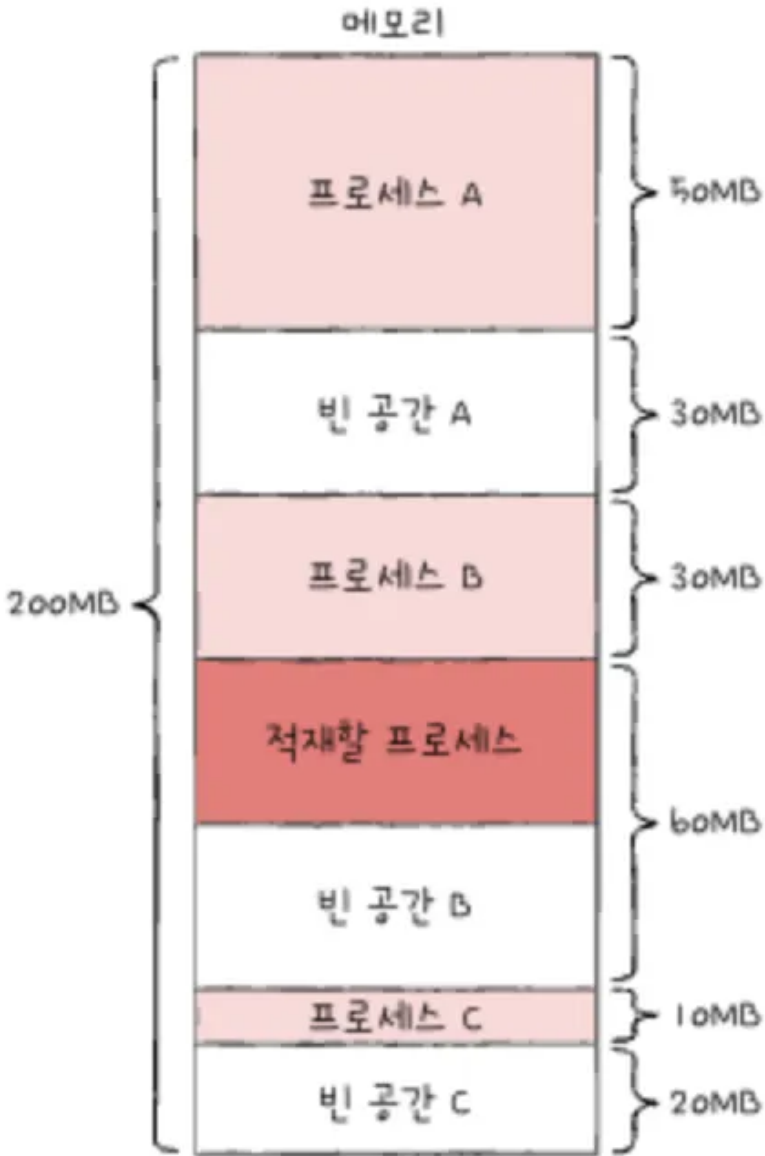 메모리
프로세스 A
50MB
빈 공간 A
30MB
프로세스 B
30MB
200MB
적재할 프로세스
60MB
빈 공간 B
프로세스 C
10MB
빈 공간 C
20MB